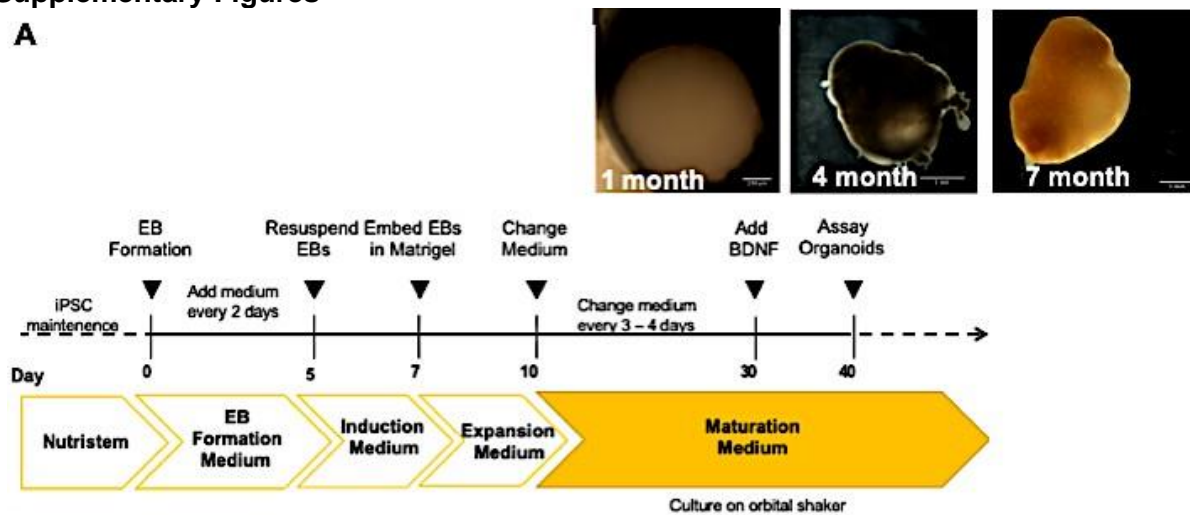 Supplementary Figures
A
1 month
4 month
7 month
EB
Formation
Resuspend
EBs
Embed EBs
in Matrigel
Change
Medium
Add
BDNF
Assay
Organoids
iPSC
maintenence
Add medium
every 2 days
Change medium
every 3 – 4 days
Day
0
5
7
10
30
40
Nutristem
EB
Formation
Medium
Induction
Medium
Expansion
Medium
Maturation
Medium
Culture on orbital shaker